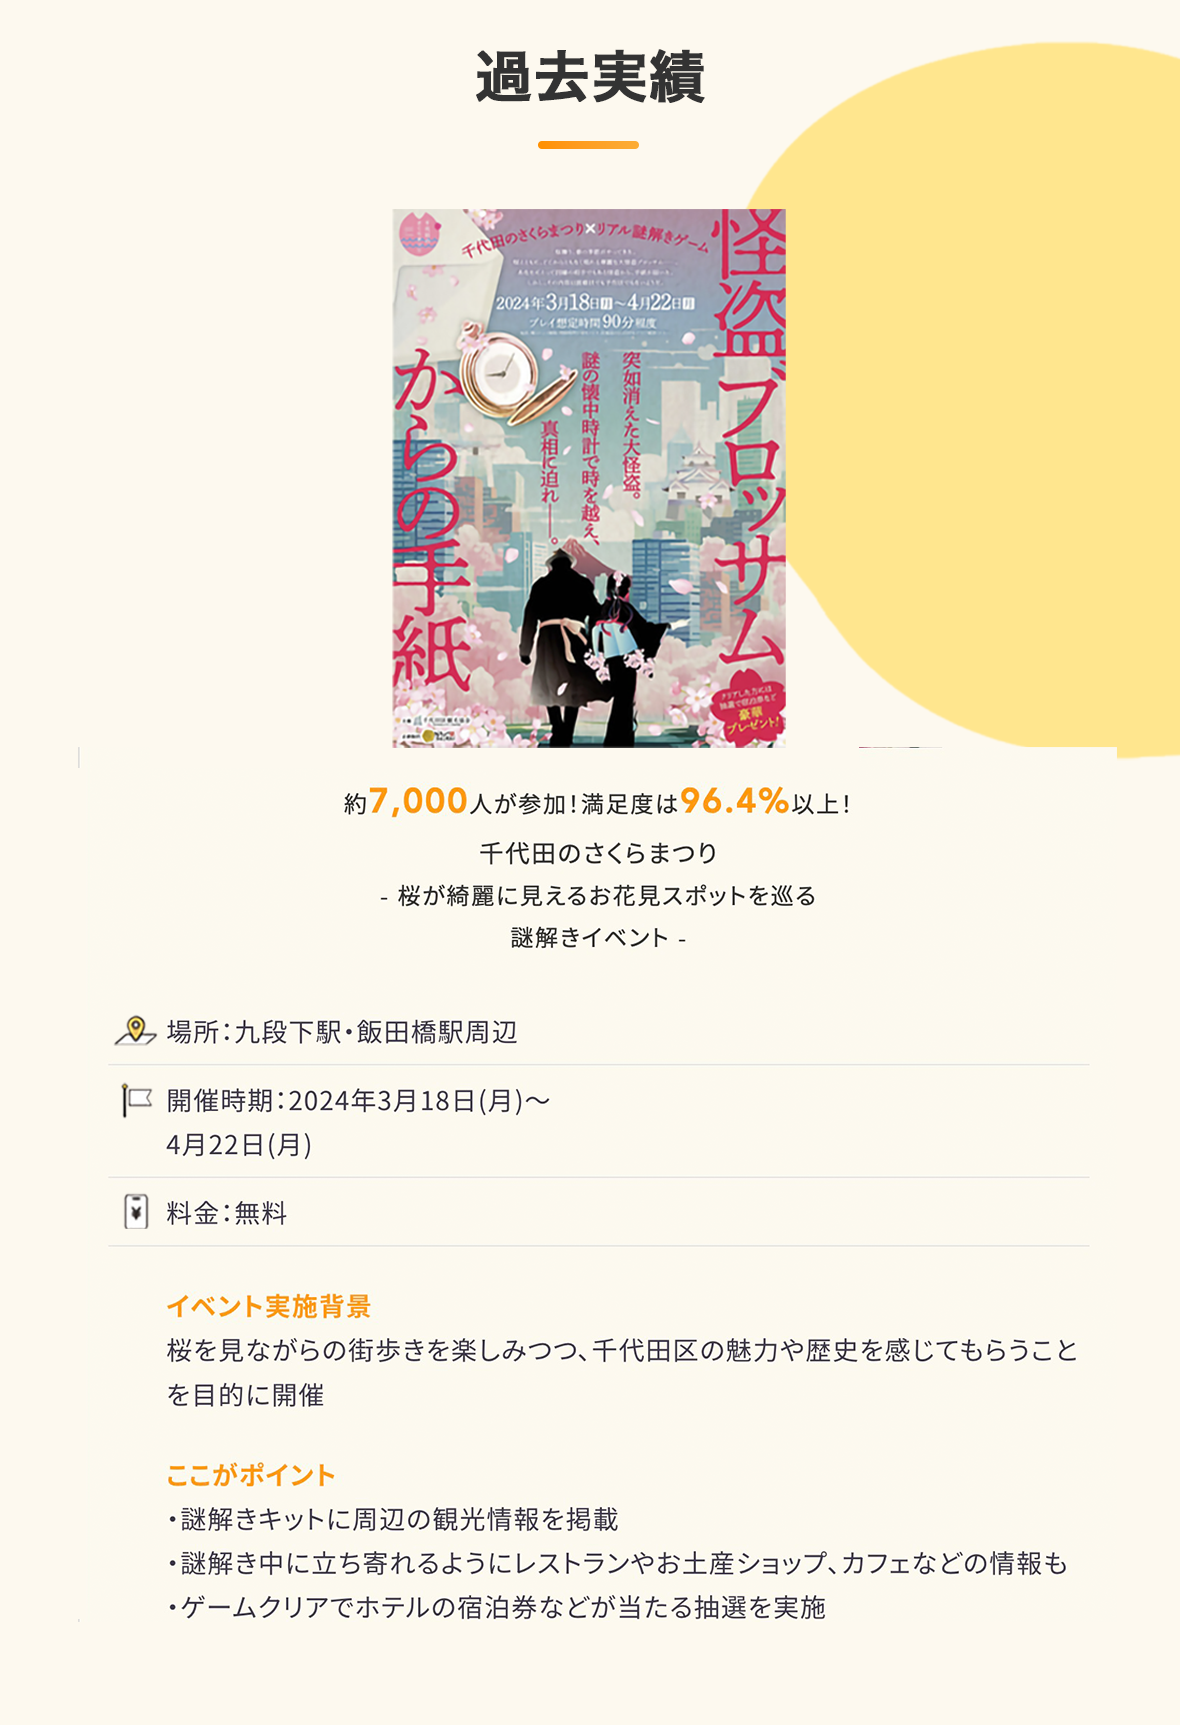 過去実績
千代田のさくらまつり×リアル謎解きゲーム
2024年3月18日月～4月22日月
プレイ想定時間90分程度
怪盗ブロッサム
からの手紙
突如消えた大怪盗。
謎の懐中時計で時を越え、
真相に迫れ——。
クリアした方には
抽選で宿泊券など
豪華
プレゼント!
約7,000人が参加！満足度は96.4%以上！
千代田のさくらまつり
- 桜が綺麗に見えるお花見スポットを巡る
謎解きイベント -
場所：九段下駅・飯田橋駅周辺
開催時期：2024年3月18日(月)～
4月22日(月)
料金：無料
イベント実施背景
桜を見ながらの街歩きを楽しみつつ、千代田区の魅力や歴史を感じてもらうこと
を目的に開催
ここがポイント
・謎解きキットに周辺の観光情報を掲載
・謎解き中に立ち寄れるようにレストランやお土産ショップ、カフェなどの情報も
・ゲームクリアでホテルの宿泊券などが当たる抽選を実施